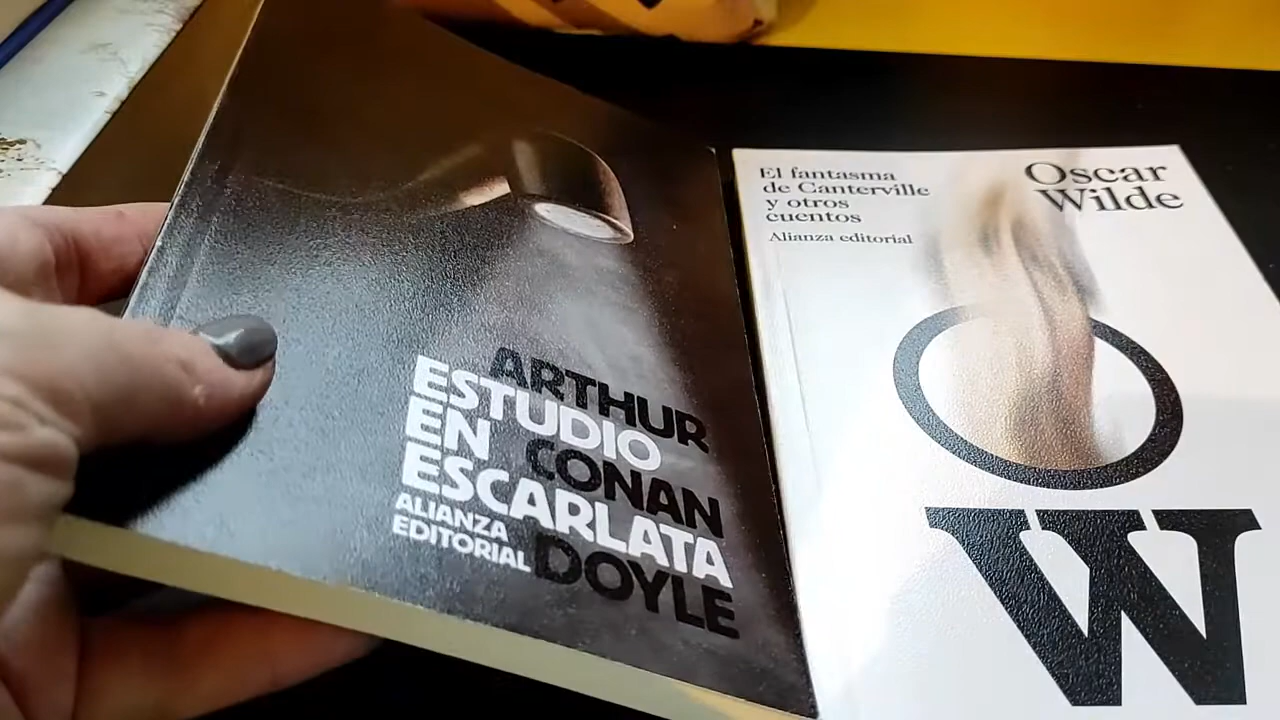 ARTHUR
ESTUDIO
EN CONAN
ESCARLATA
ALIANZA
EDITORIAL DOYLE
El fantasma
de Canterville
y otros
cuentos
Alianza editorial
Oscar
Wilde
O
W